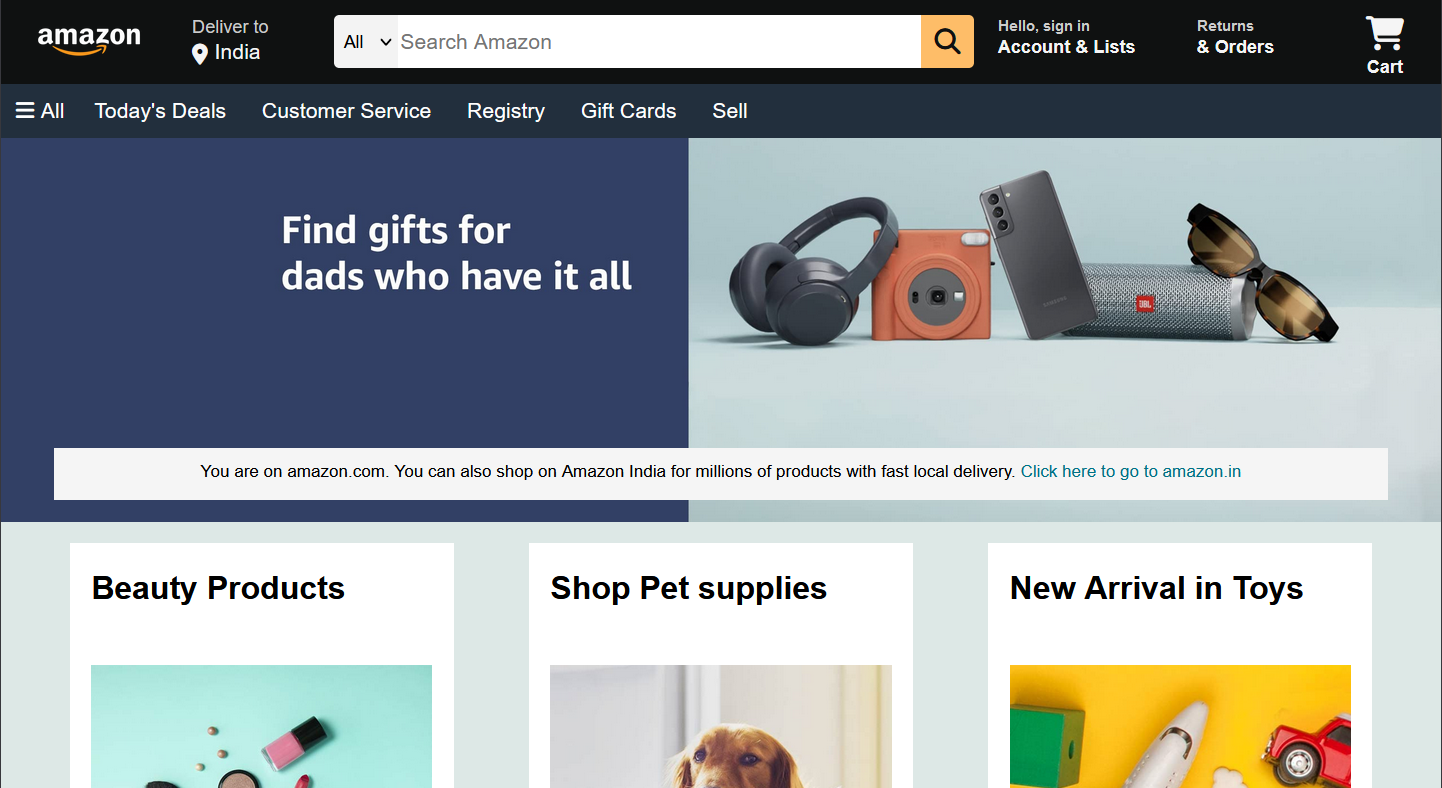 amazon
Deliver to
India
All
Search Amazon
Hello, sign in
Account & Lists
Returns
& Orders
Cart
All
Today's Deals
Customer Service
Registry
Gift Cards
Sell
Find gifts for
dads who have it all
SAMSUNG
JBL
You are on amazon.com. You can also shop on Amazon India for millions of products with fast local delivery. Click here to go to amazon.in
Beauty Products
Shop Pet supplies
New Arrival in Toys